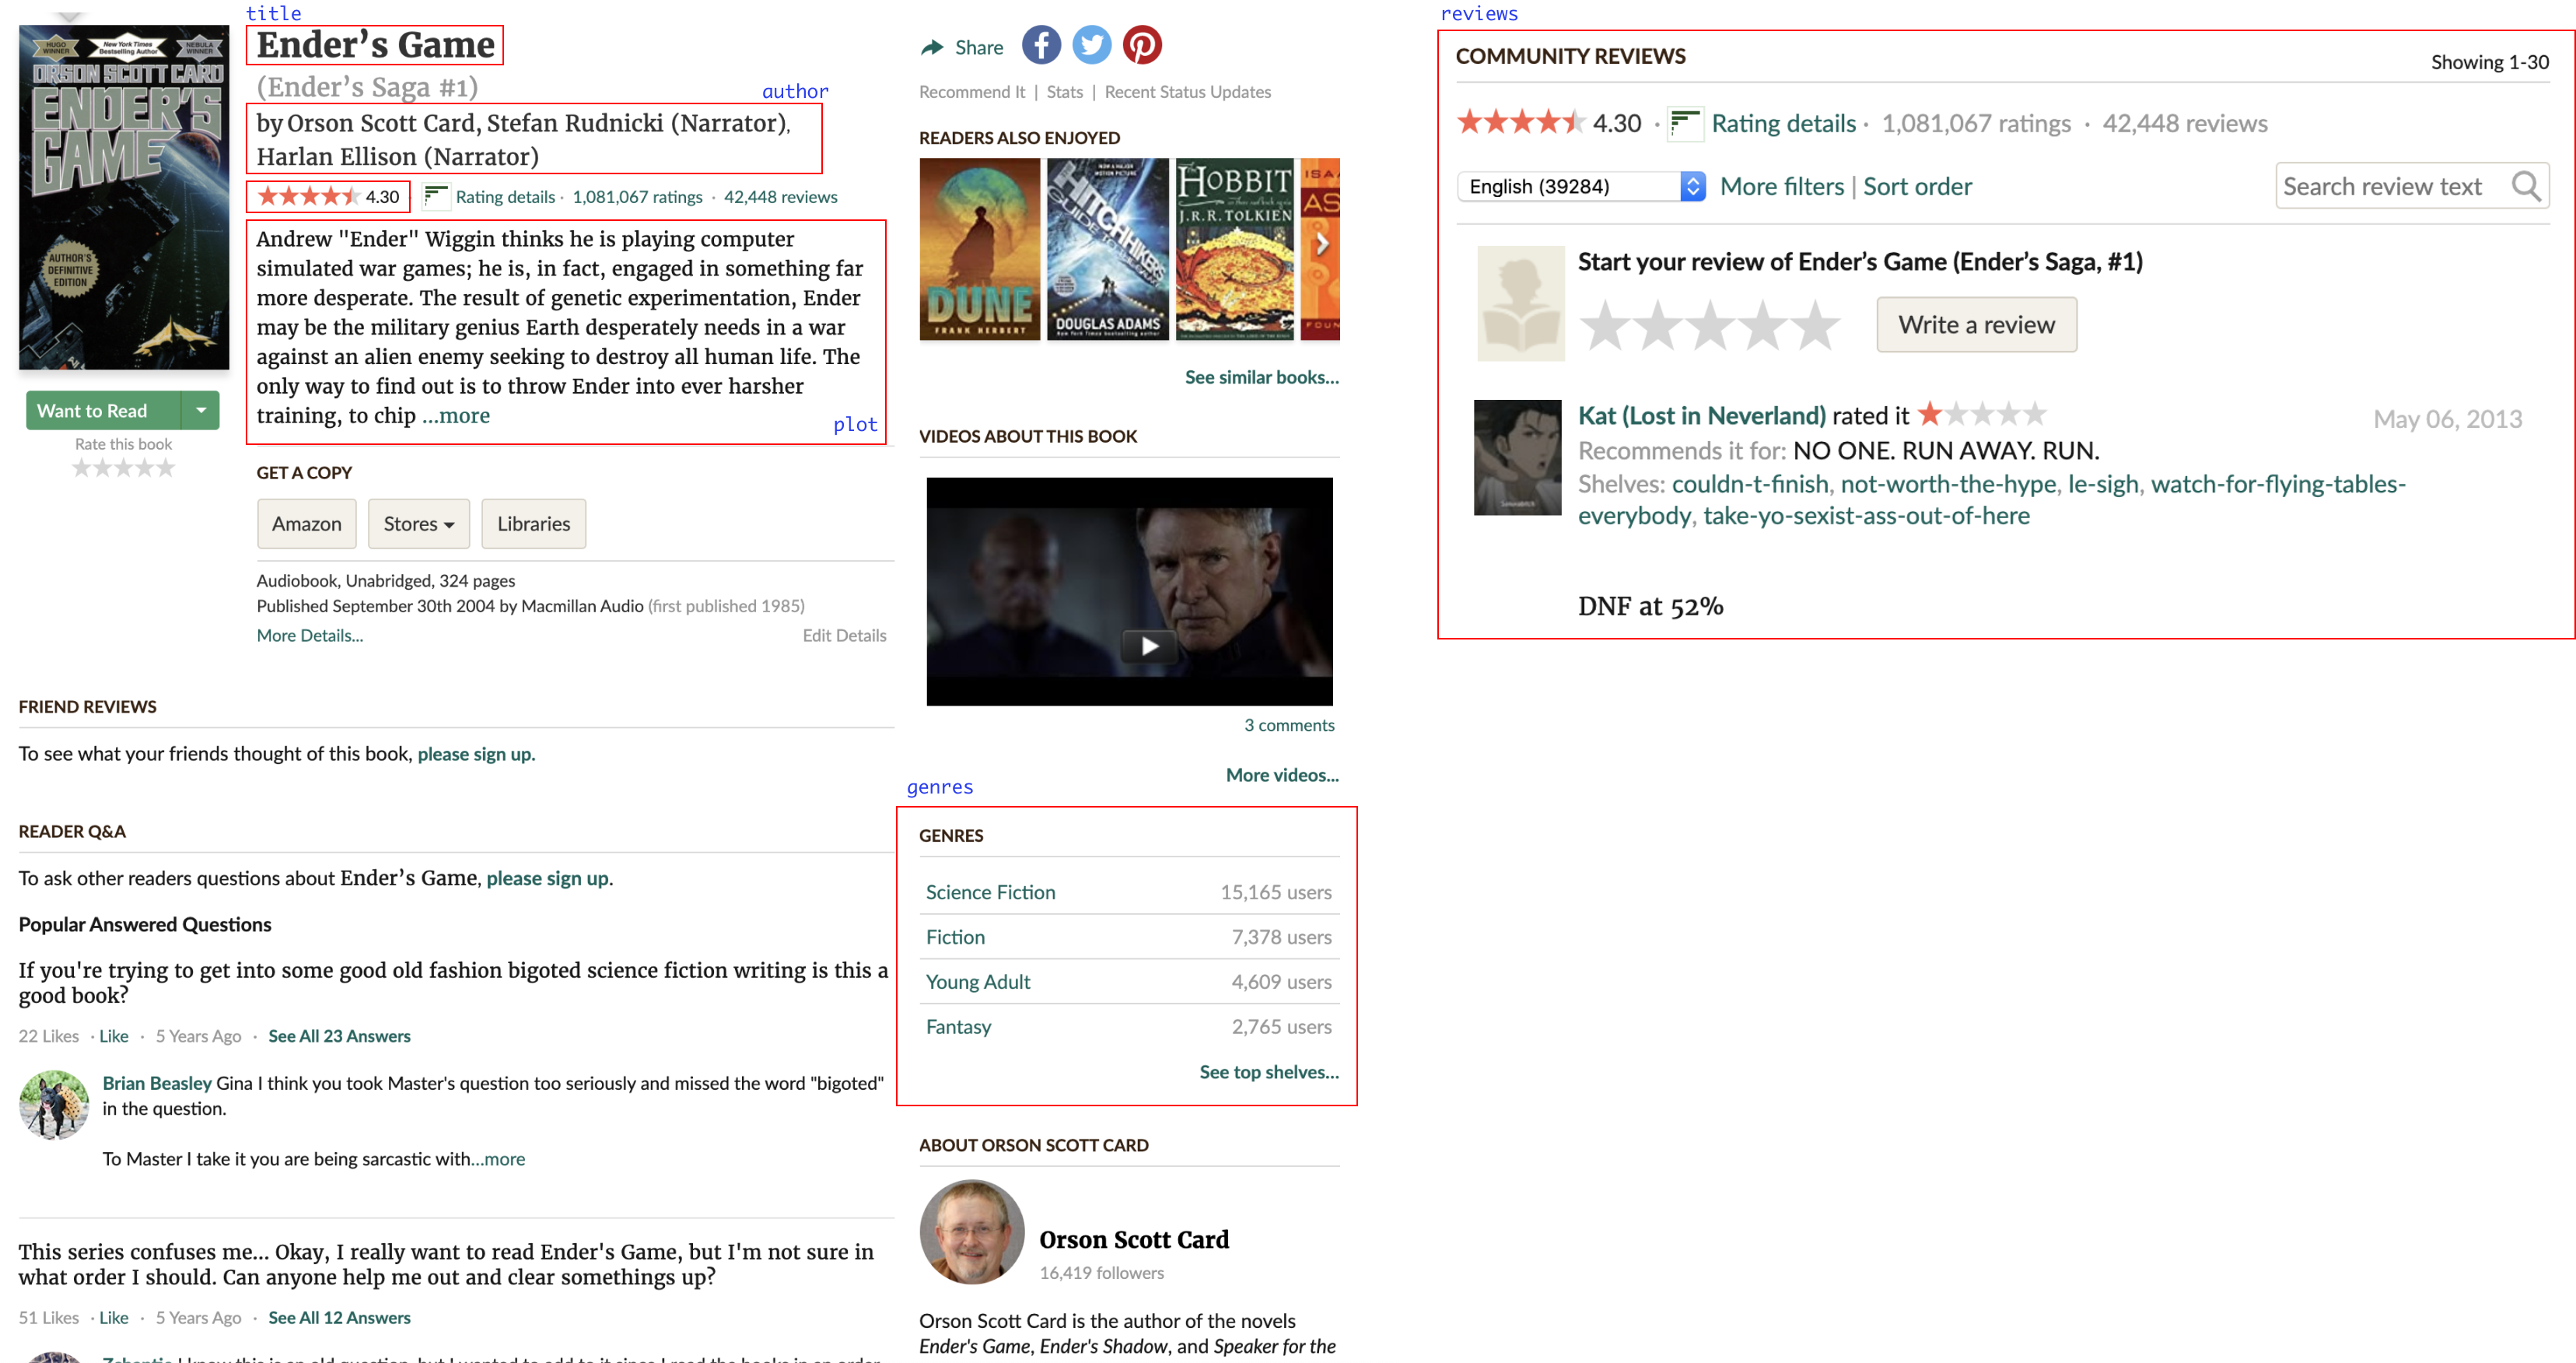 title
HUGO WINNER
New York Times Bestselling Author
NEBULA WINNER
ORSON SCOTT CARD
ENDER'S
GAME
AUTHOR'S
DEFINITIVE
EDITION
Want to Read
Rate this book
Ender's Game
(Ender's Saga #1)
author
by Orson Scott Card, Stefan Rudnicki (Narrator),
Harlan Ellison (Narrator)
4.30 Rating details · 1,081,067 ratings · 42,448 reviews
Andrew "Ender" Wiggin thinks he is playing computer
simulated war games; he is, in fact, engaged in something far
more desperate. The result of genetic experimentation, Ender
may be the military genius Earth desperately needs in a war
against an alien enemy seeking to destroy all human life. The
only way to find out is to throw Ender into ever harsher
training, to chip ...more
plot
GET A COPY
Amazon
Stores
Libraries
Audiobook, Unabridged, 324 pages
Published September 30th 2004 by Macmillan Audio (first published 1985)
More Details...
Edit Details
FRIEND REVIEWS
To see what your friends thought of this book, please sign up.
READER Q&A
To ask other readers questions about Ender's Game, please sign up.
Popular Answered Questions
If you're trying to get into some good old fashion bigoted science fiction writing is this a
good book?
22 Likes · Like · 5 Years Ago · See All 23 Answers
Brian Beasley Gina I think you took Master's question too seriously and missed the word "bigoted"
in the question.
To Master I take it you are being sarcastic with...more
This series confuses me... Okay, I really want to read Ender's Game, but I'm not sure in
what order I should. Can anyone help me out and clear somethings up?
51 Likes · Like · 5 Years Ago · See All 12 Answers
Share
Recommend It | Stats | Recent Status Updates
READERS ALSO ENJOYED
DUNE
FRANK HERBERT
HITCHHIKERS
DOUGLAS ADAMS
HOBBIT
J.R.R. TOLKIEN
ISAA
AS
FOUN
See similar books...
VIDEOS ABOUT THIS BOOK
3 comments
More videos...
genres
GENRES
Science Fiction 15,165 users
Fiction 7,378 users
Young Adult 4,609 users
Fantasy 2,765 users
See top shelves...
ABOUT ORSON SCOTT CARD
Orson Scott Card
16,419 followers
Orson Scott Card is the author of the novels
Ender's Game, Ender's Shadow, and Speaker for the
reviews
COMMUNITY REVIEWS
Showing 1-30
4.30 · Rating details · 1,081,067 ratings · 42,448 reviews
English (39284) More filters | Sort order
Search review text
Start your review of Ender's Game (Ender's Saga, #1)
Write a review
Kat (Lost in Neverland) rated it
May 06, 2013
Recommends it for: NO ONE. RUN AWAY. RUN.
Shelves: couldn-t-finish, not-worth-the-hype, le-sigh, watch-for-flying-tables-
everybody, take-yo-sexist-ass-out-of-here
DNF at 52%